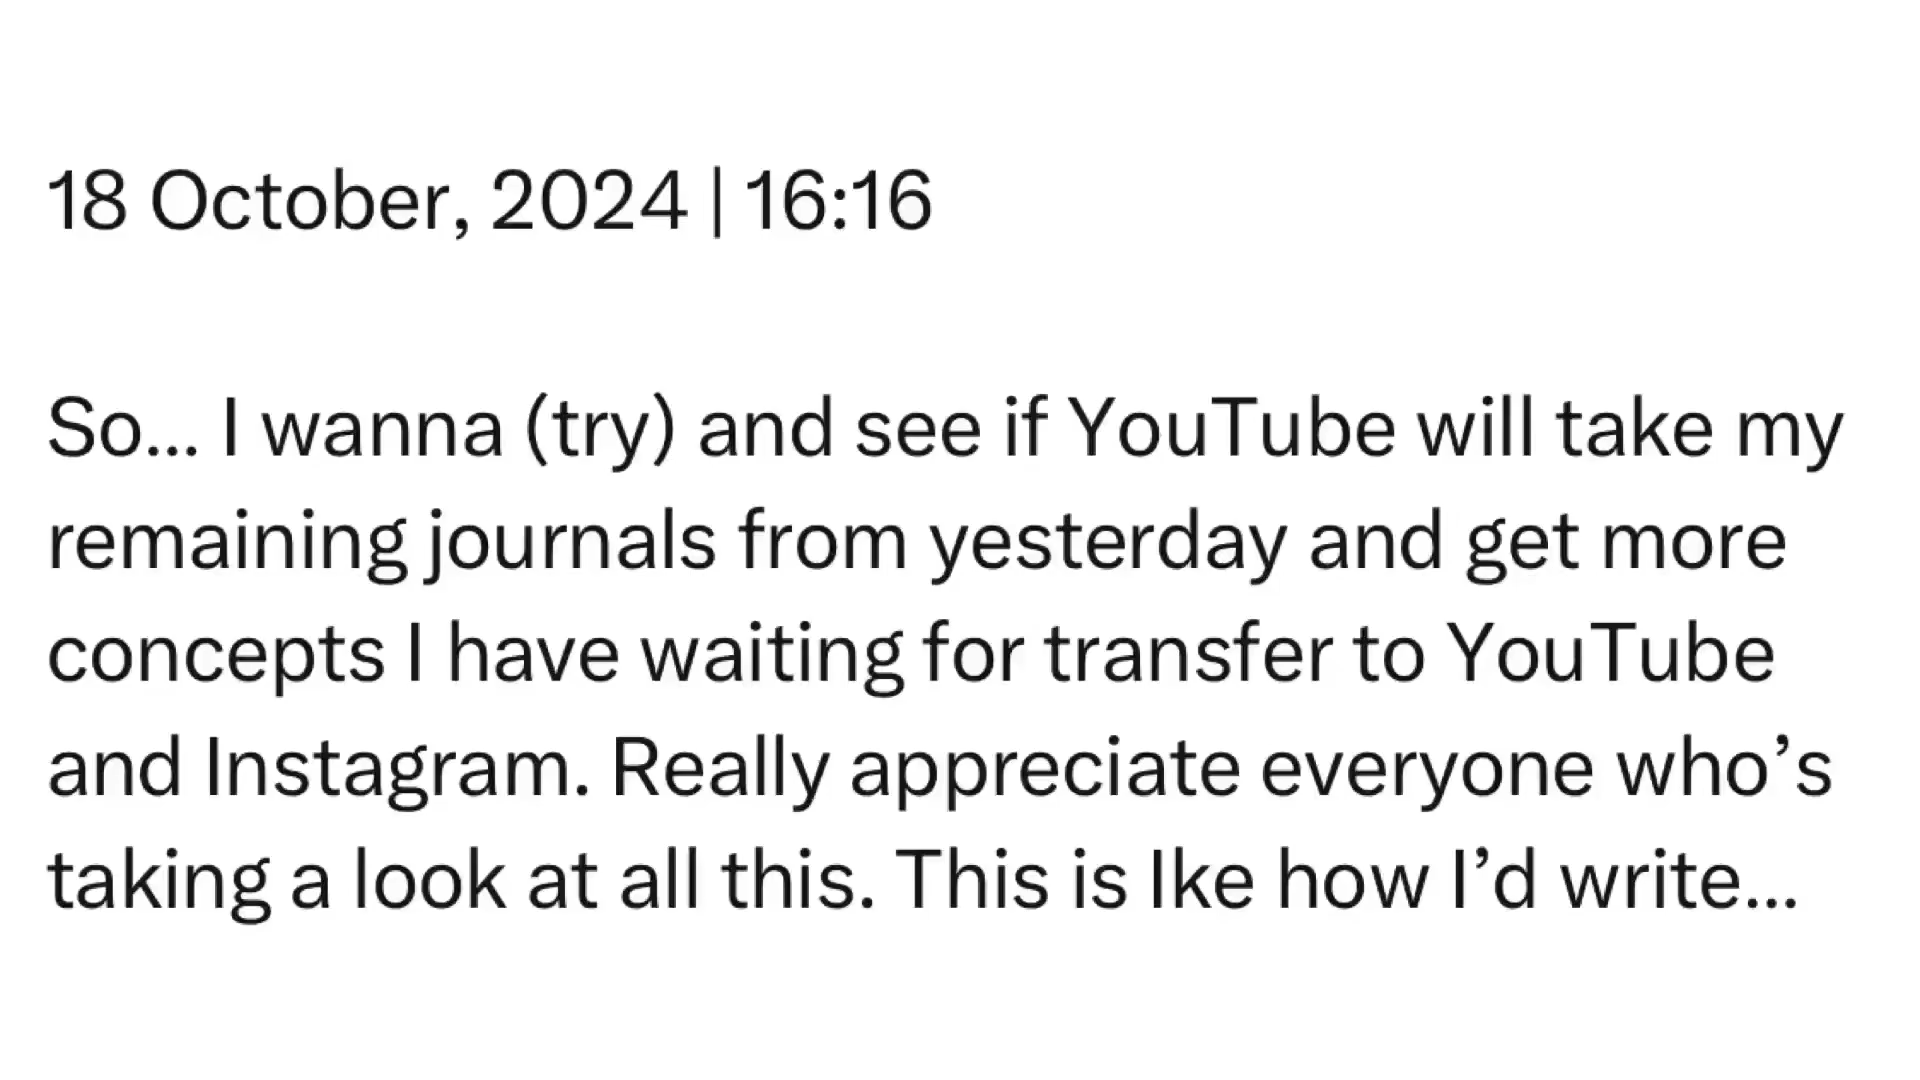 18 October, 2024 | 16:16
So... I wanna (try) and see if YouTube will take my
remaining journals from yesterday and get more
concepts I have waiting for transfer to YouTube
and Instagram. Really appreciate everyone who’s
taking a look at all this. This is Ike how I’d write...